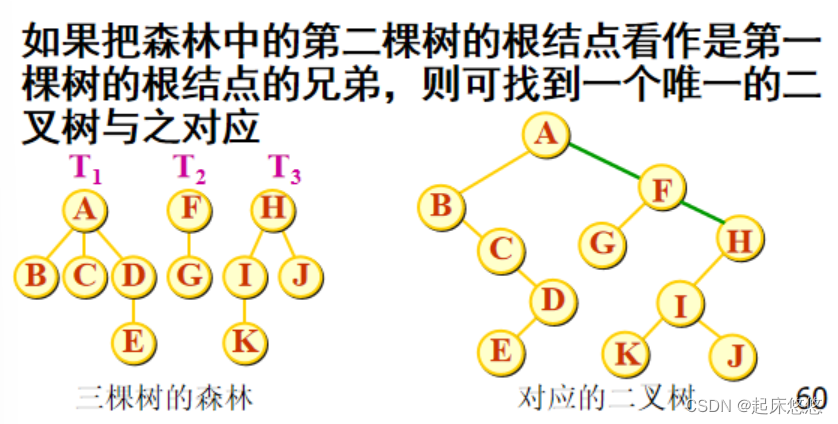 如果把森林中的第二棵树的根结点看作是第一
棵树的根结点的兄弟，则可找到一个唯一的二
叉树与之对应
T1 T2 T3
A F H
B C D G I J
E K
三棵树的森林
A
B F
C G H
D I
E K J
对应的二叉树
60
CSDN @起床悠悠